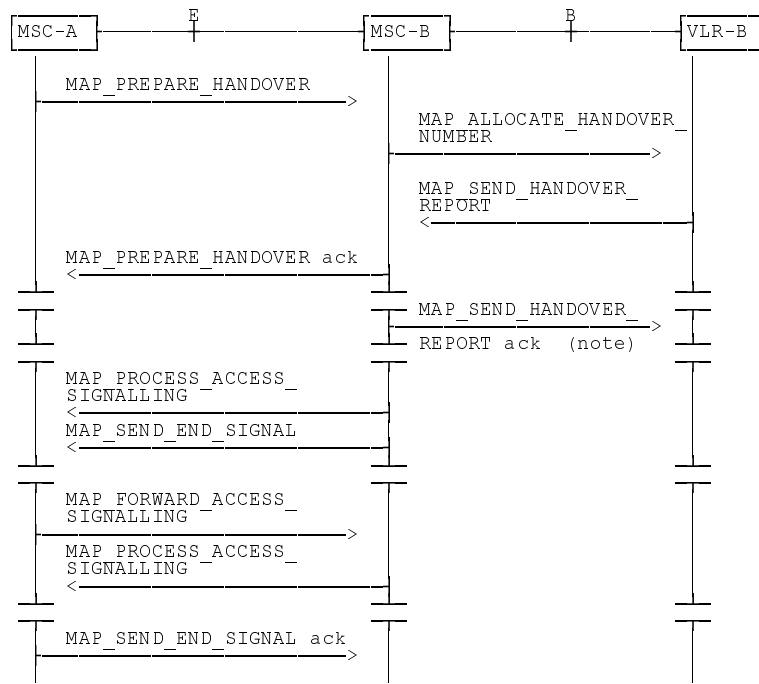 E B
MSC-A MSC-B VLR-B
MAP_PREPARE_HANDOVER
MAP_ALLOCATE_HANDOVER_
NUMBER
MAP_SEND_HANDOVER_
REPORT
MAP_PREPARE_HANDOVER ack
MAP_SEND_HANDOVER_
REPORT ack (note)
MAP_PROCESS_ACCESS_
SIGNALLING
MAP_SEND_END_SIGNAL
MAP_FORWARD_ACCESS_
SIGNALLING
MAP_PROCESS_ACCESS_
SIGNALLING
MAP_SEND_END_SIGNAL ack